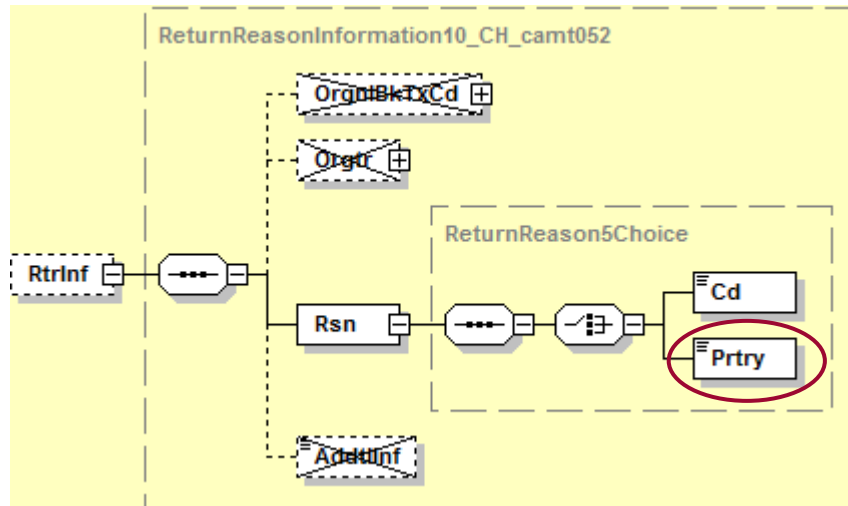 ReturnReasonInformation10_CH_camt052
OrgnlBkTxCd
Orgtr
ReturnReason5Choice
RtrInf
Cd
Rsn
Prtry
AddtlInf